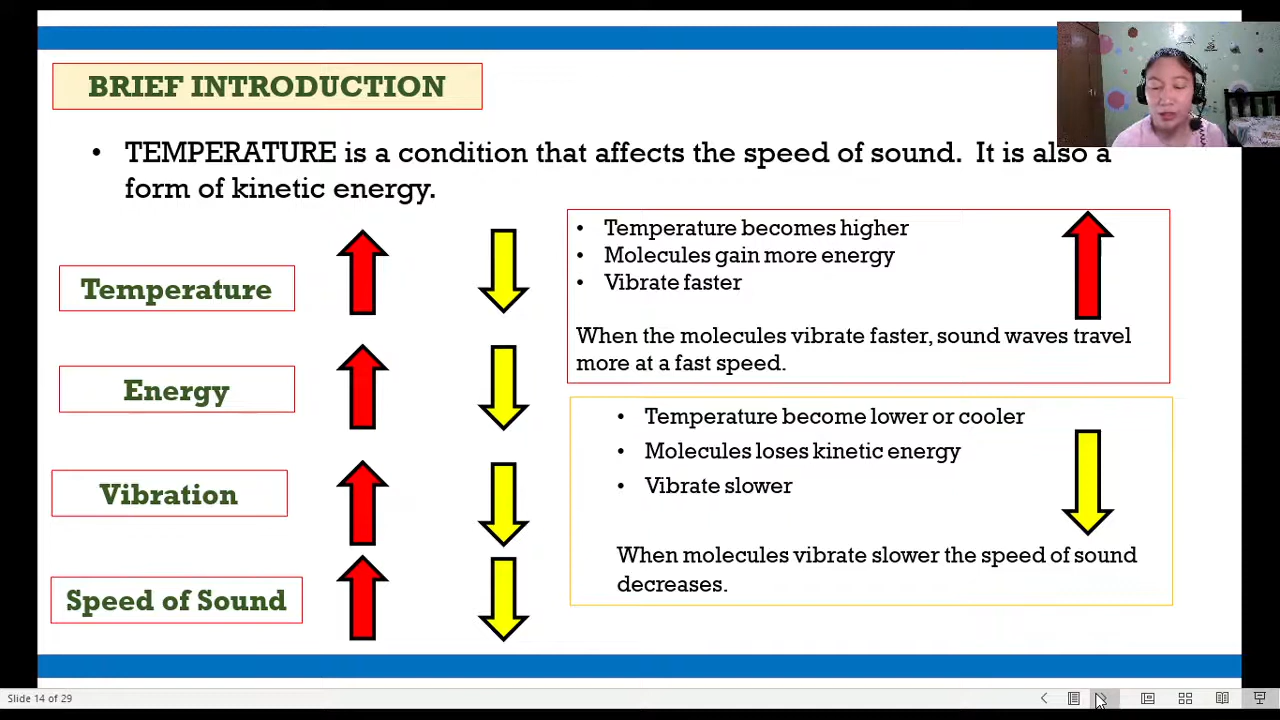 BRIEF INTRODUCTION
• TEMPERATURE is a condition that affects the speed of sound. It is also a
form of kinetic energy.
Temperature
Energy
Vibration
Speed of Sound
• Temperature becomes higher
• Molecules gain more energy
• Vibrate faster
When the molecules vibrate faster, sound waves travel
more at a fast speed.
• Temperature become lower or cooler
• Molecules loses kinetic energy
• Vibrate slower
When molecules vibrate slower the speed of sound
decreases.
Slide 14 of 29